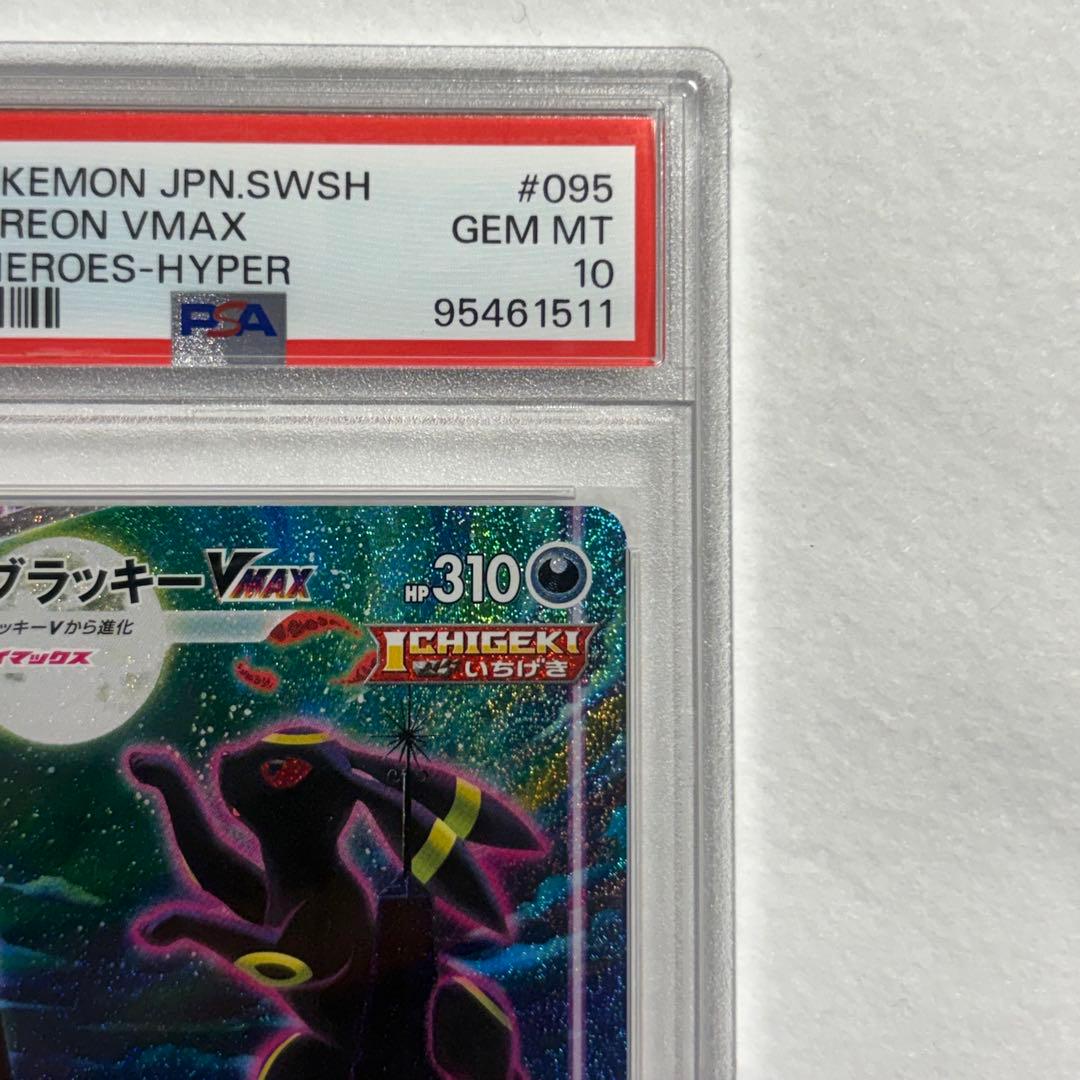 KEMON JPN.SWSH #095
REON VMAX GEM MT
HEROES-HYPER 10
PSA 95461511
ブラッキーVMAX HP310
ッキーVから進化
ICHIGEKI
いちげき
イマックス